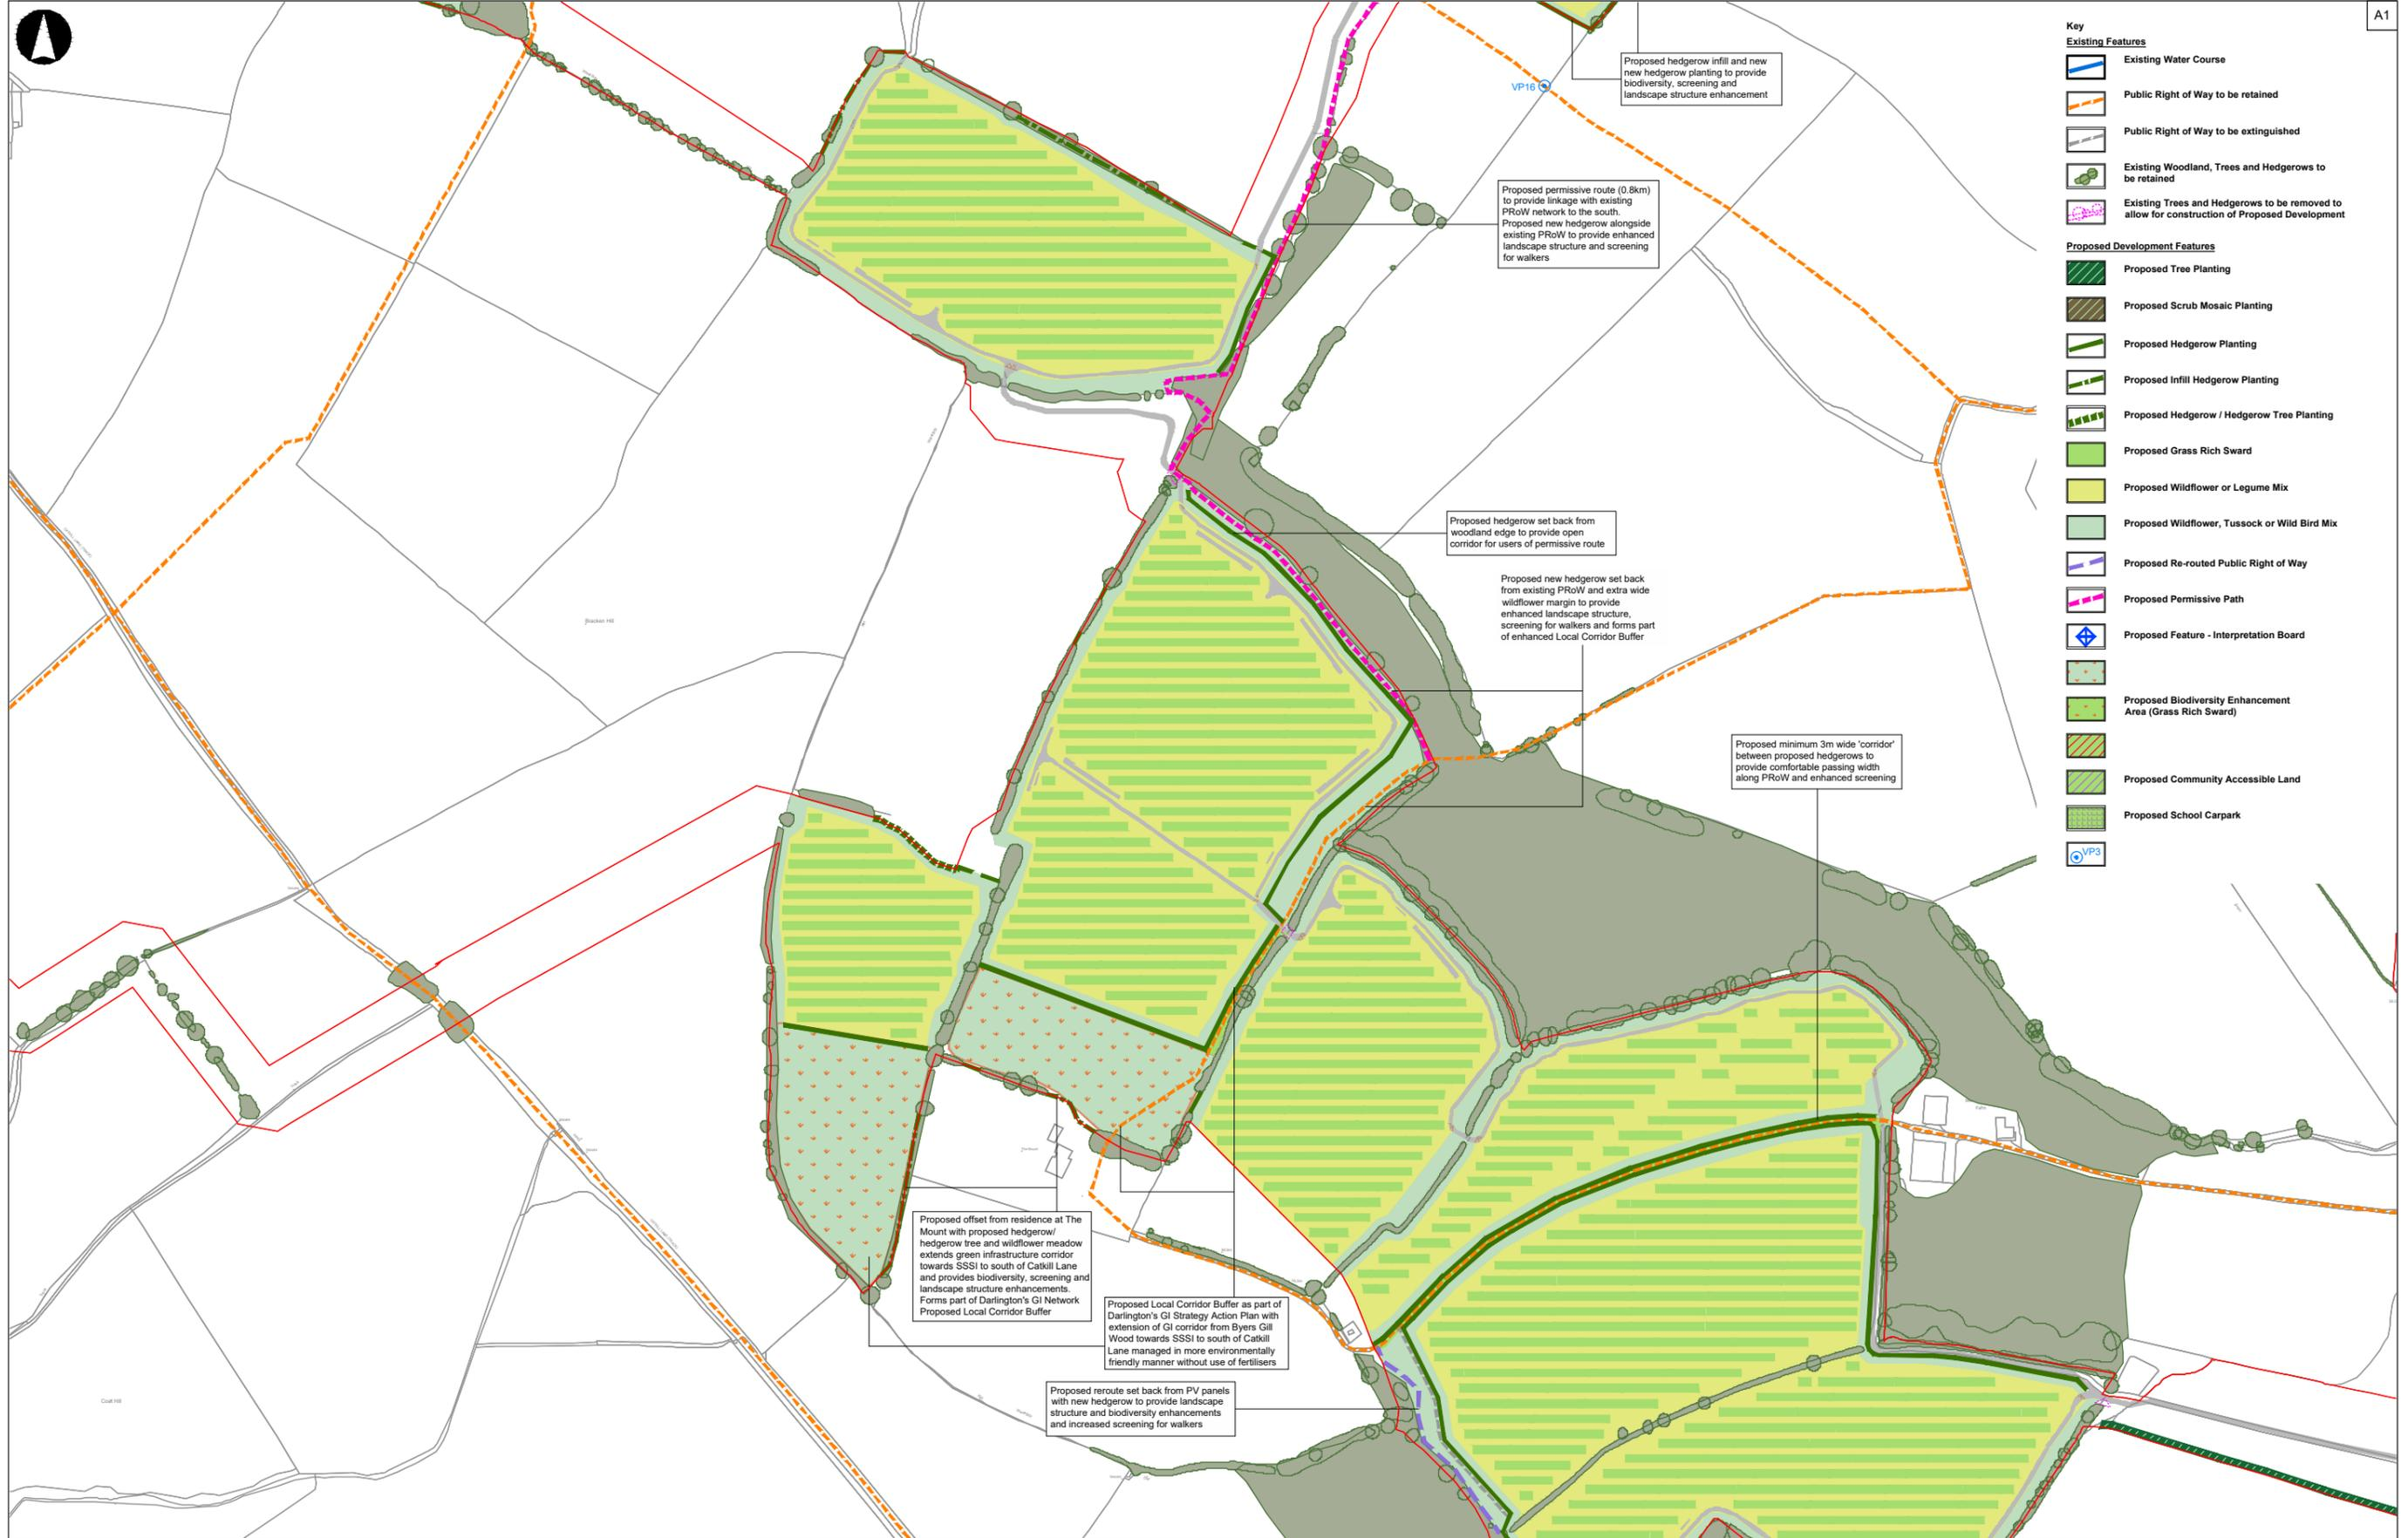 A1
Key
Existing Features
Existing Water Course
Public Right of Way to be retained
Public Right of Way to be extinguished
Existing Woodland, Trees and Hedgerows to
be retained
Existing Trees and Hedgerows to be removed to
allow for construction of Proposed Development
Proposed Development Features
Proposed Tree Planting
Proposed Scrub Mosaic Planting
Proposed Hedgerow Planting
Proposed Infill Hedgerow Planting
Proposed Hedgerow / Hedgerow Tree Planting
Proposed Grass Rich Sward
Proposed Wildflower or Legume Mix
Proposed Wildflower, Tussock or Wild Bird Mix
Proposed Re-routed Public Right of Way
Proposed Permissive Path
Proposed Feature - Interpretation Board
Proposed Biodiversity Enhancement
Area (Grass Rich Sward)
Proposed Community Accessible Land
Proposed School Carpark
VP3
Proposed hedgerow infill and new
new hedgerow planting to provide
biodiversity, screening and
landscape structure enhancement
VP16
Proposed permissive route (0.8km)
to provide linkage with existing
PRoW network to the south.
Proposed new hedgerow alongside
existing PRoW to provide enhanced
landscape structure and screening
for walkers
Proposed hedgerow set back from
woodland edge to provide open
corridor for users of permissive route
Proposed new hedgerow set back
from existing PRoW and extra wide
wildflower margin to provide
enhanced landscape structure,
screening for walkers and forms part
of enhanced Local Corridor Buffer
Bracken Hill
Proposed minimum 3m wide 'corridor'
between proposed hedgerows to
provide comfortable passing width
along PRoW and enhanced screening
Proposed offset from residence at The
Mount with proposed hedgerow/
hedgerow tree and wildflower meadow
extends green infrastructure corridor
towards SSSI to south of Catkill Lane
and provides biodiversity, screening and
landscape structure enhancements.
Forms part of Darlington's GI Network
Proposed Local Corridor Buffer
Proposed Local Corridor Buffer as part of
Darlington's GI Strategy Action Plan with
extension of GI corridor from Byers Gill
Wood towards SSSI to south of Catkill
Lane managed in more environmentally
friendly manner without use of fertilisers
Proposed reroute set back from PV panels
with new hedgerow to provide landscape
structure and biodiversity enhancements
and increased screening for walkers